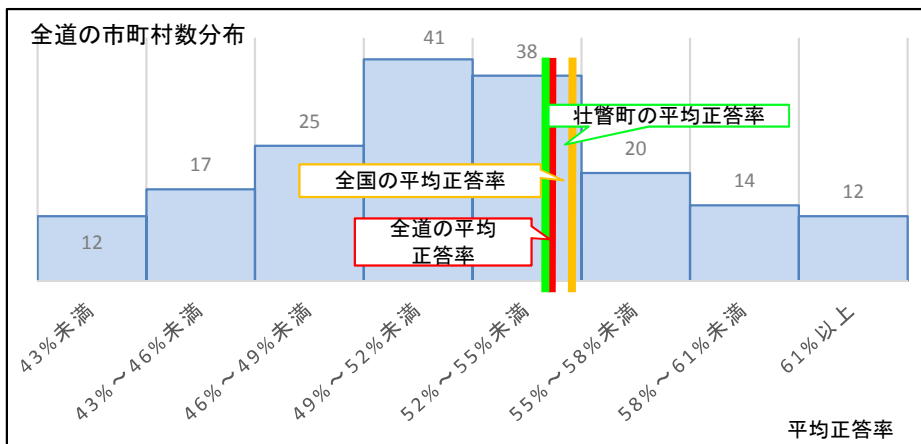 全道の市町村数分布
12
17
25
41
38
20
14
12
壮瞥町の平均正答率
全国の平均正答率
全道の平均
正答率
43%未満
43%～46%未満
46%～49%未満
49%～52%未満
52%～55%未満
55%～58%未満
58%～61%未満
61%以上
平均正答率